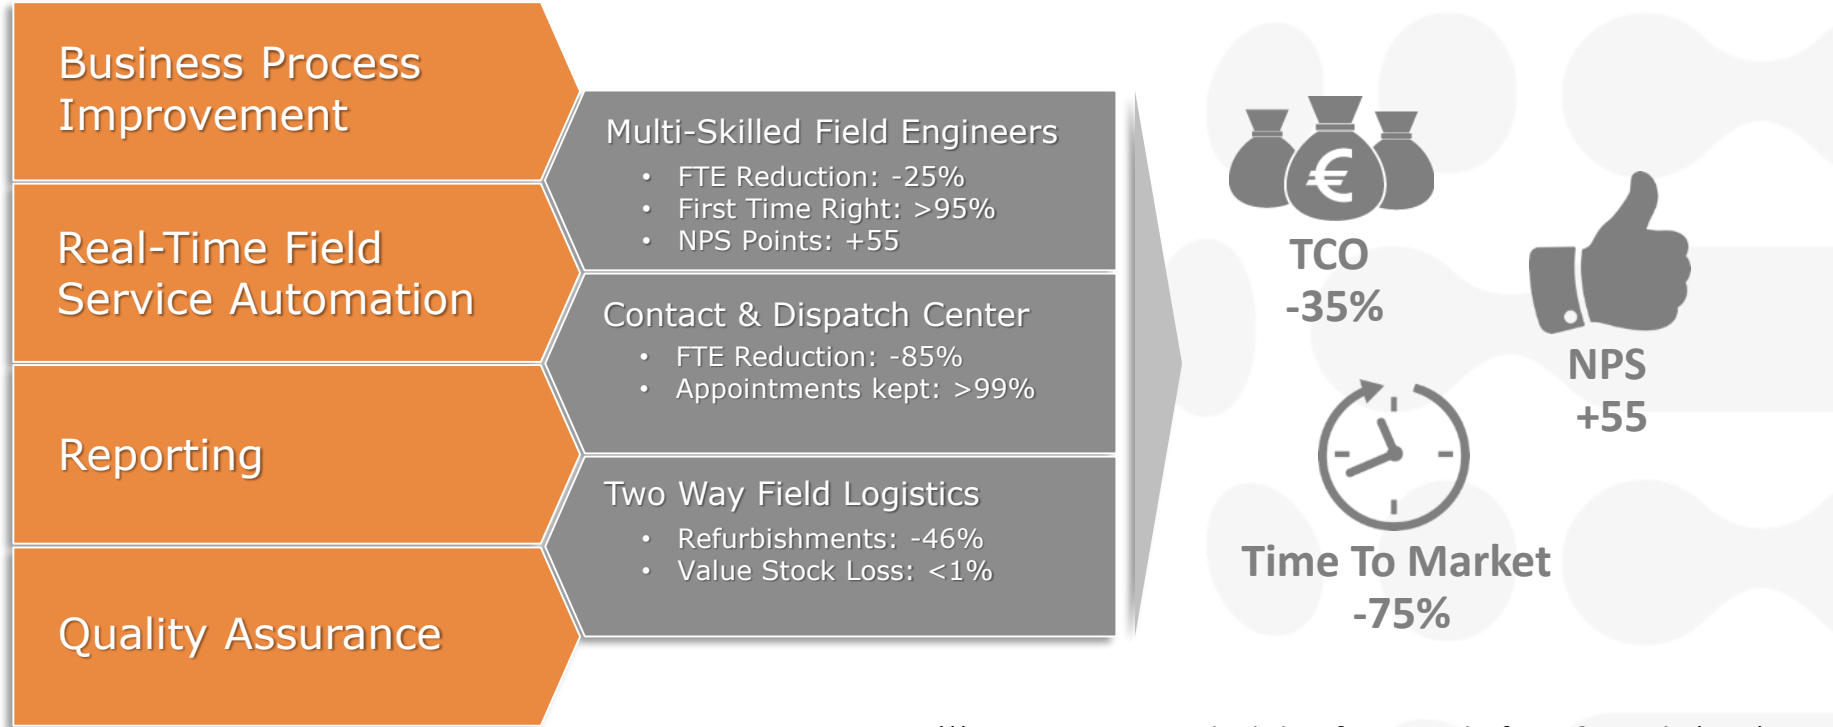 Business Process
Improvement
Real-Time Field
Service Automation
Reporting
Quality Assurance
Multi-Skilled Field Engineers
• FTE Reduction: -25%
• First Time Right: >95%
• NPS Points: +55
Contact & Dispatch Center
• FTE Reduction: -85%
• Appointments kept: >99%
Two Way Field Logistics
• Refurbishments: -46%
• Value Stock Loss: <1%
€
TCO
-35%
NPS
+55
Time To Market
-75%